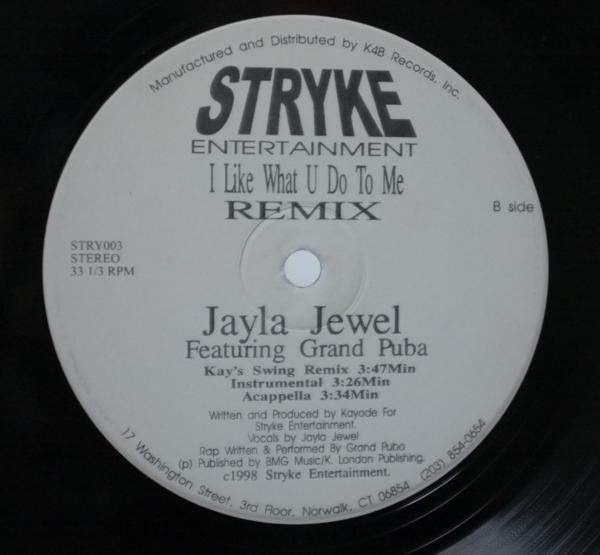 Manufactured and Distributed by K4B Records, Inc.
STRYKE
ENTERTAINMENT
I Like What U Do To Me
REMIX
B side
STRY003
STEREO
33 1/3 RPM
Jayla Jewel
Featuring Grand Puba
Kay's Swing Remix 3:47Min
Instrumental 3:26Min
Acappella 3:34Min
Written and Produced by Kayode For
Stryke Entertainment.
Vocals by Jayla Jewel
Rap Written & Performed By Grand Puba
(p) Published by BMG Music/K. London Publishing.
c1998 Stryke Entertainment.
17 Washington Street, 3rd Floor, Norwalk, CT 06854 (203) 854-0654